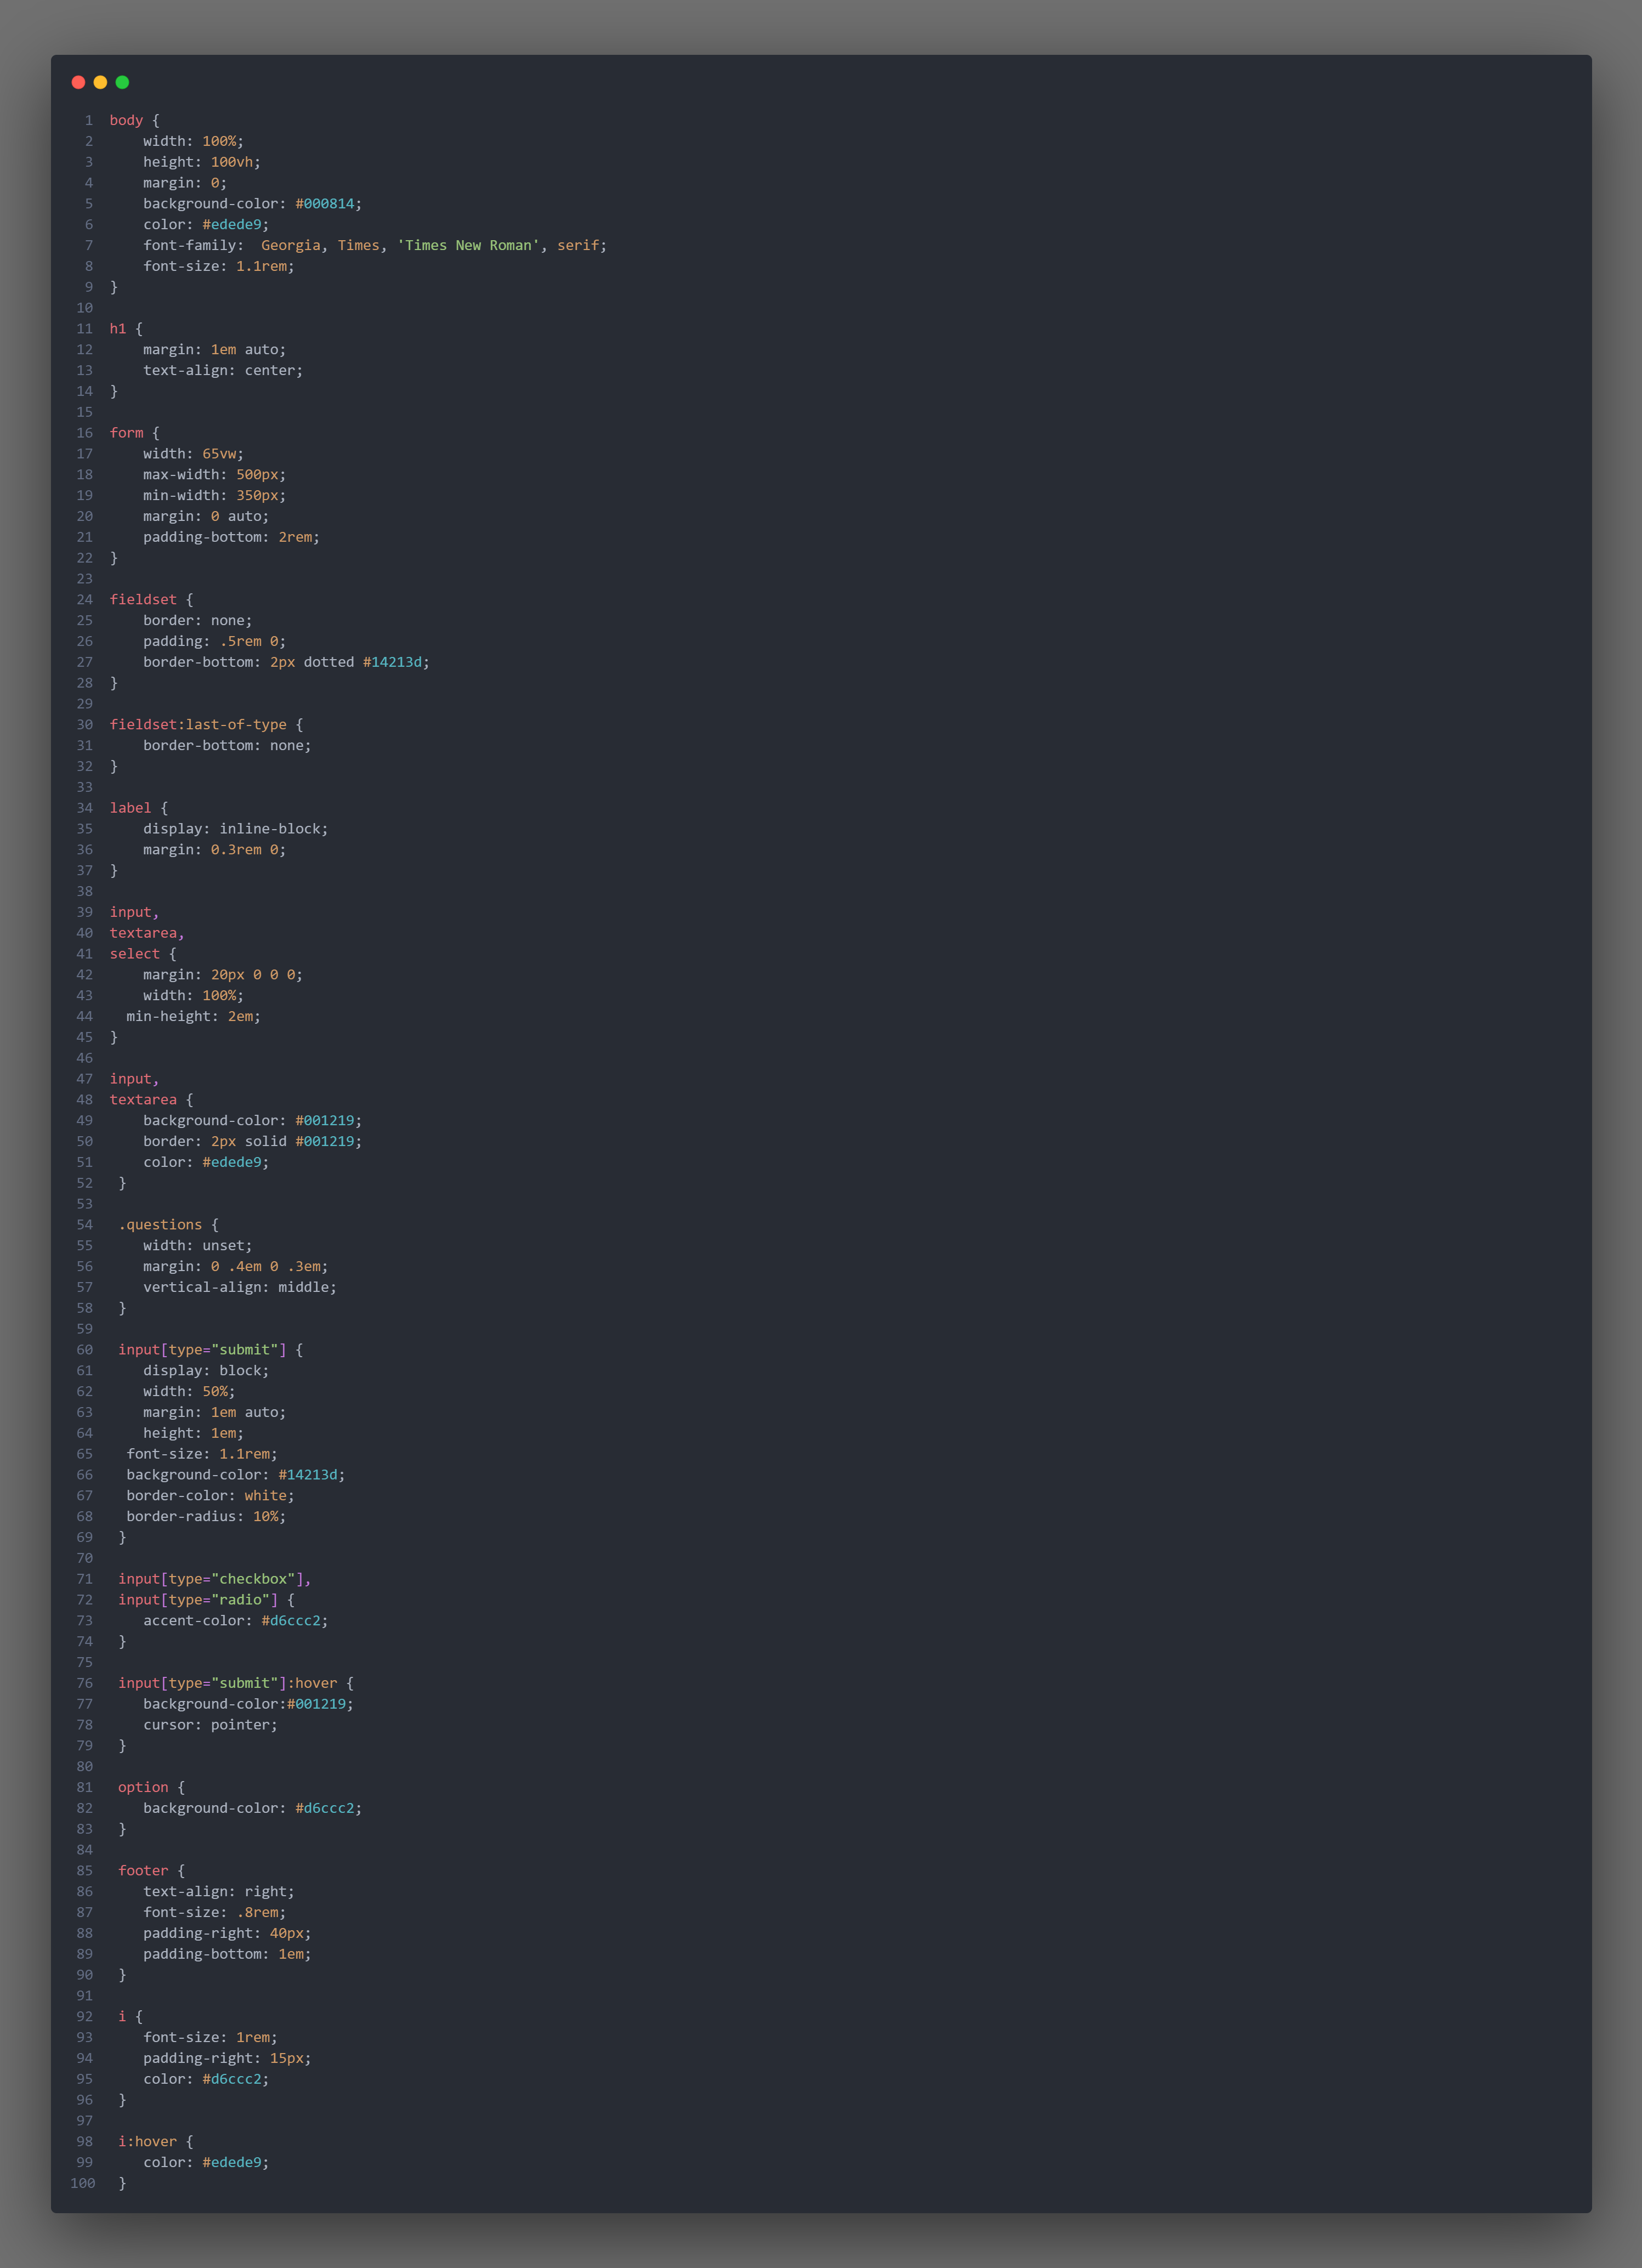 1 body {
2     width: 100%;
3     height: 100vh;
4     margin: 0;
5     background-color: #000814;
6     color: #edede9;
7     font-family:  Georgia, Times, 'Times New Roman', serif;
8     font-size: 1.1rem;
9 }
10
11 h1 {
12     margin: 1em auto;
13     text-align: center;
14 }
15
16 form {
17     width: 65vw;
18     max-width: 500px;
19     min-width: 350px;
20     margin: 0 auto;
21     padding-bottom: 2rem;
22 }
23
24 fieldset {
25     border: none;
26     padding: .5rem 0;
27     border-bottom: 2px dotted #14213d;
28 }
29
30 fieldset:last-of-type {
31     border-bottom: none;
32 }
33
34 label {
35     display: inline-block;
36     margin: 0.3rem 0;
37 }
38
39 input,
40 textarea,
41 select {
42     margin: 20px 0 0 0;
43     width: 100%;
44   min-height: 2em;
45 }
46
47 input,
48 textarea {
49     background-color: #001219;
50     border: 2px solid #001219;
51     color: #edede9;
52  }
53
54  .questions {
55     width: unset;
56     margin: 0 .4em 0 .3em;
57     vertical-align: middle;
58  }
59
60  input[type="submit"] {
61     display: block;
62     width: 50%;
63     margin: 1em auto;
64     height: 1em;
65   font-size: 1.1rem;
66   background-color: #14213d;
67   border-color: white;
68   border-radius: 10%;
69  }
70
71  input[type="checkbox"],
72  input[type="radio"] {
73     accent-color: #d6ccc2;
74  }
75
76  input[type="submit"]:hover {
77     background-color:#001219;
78     cursor: pointer;
79  }
80
81  option {
82     background-color: #d6ccc2;
83  }
84
85  footer {
86     text-align: right;
87     font-size: .8rem;
88     padding-right: 40px;
89     padding-bottom: 1em;
90  }
91
92  i {
93     font-size: 1rem;
94     padding-right: 15px;
95     color: #d6ccc2;
96  }
97
98  i:hover {
99     color: #edede9;
100  }